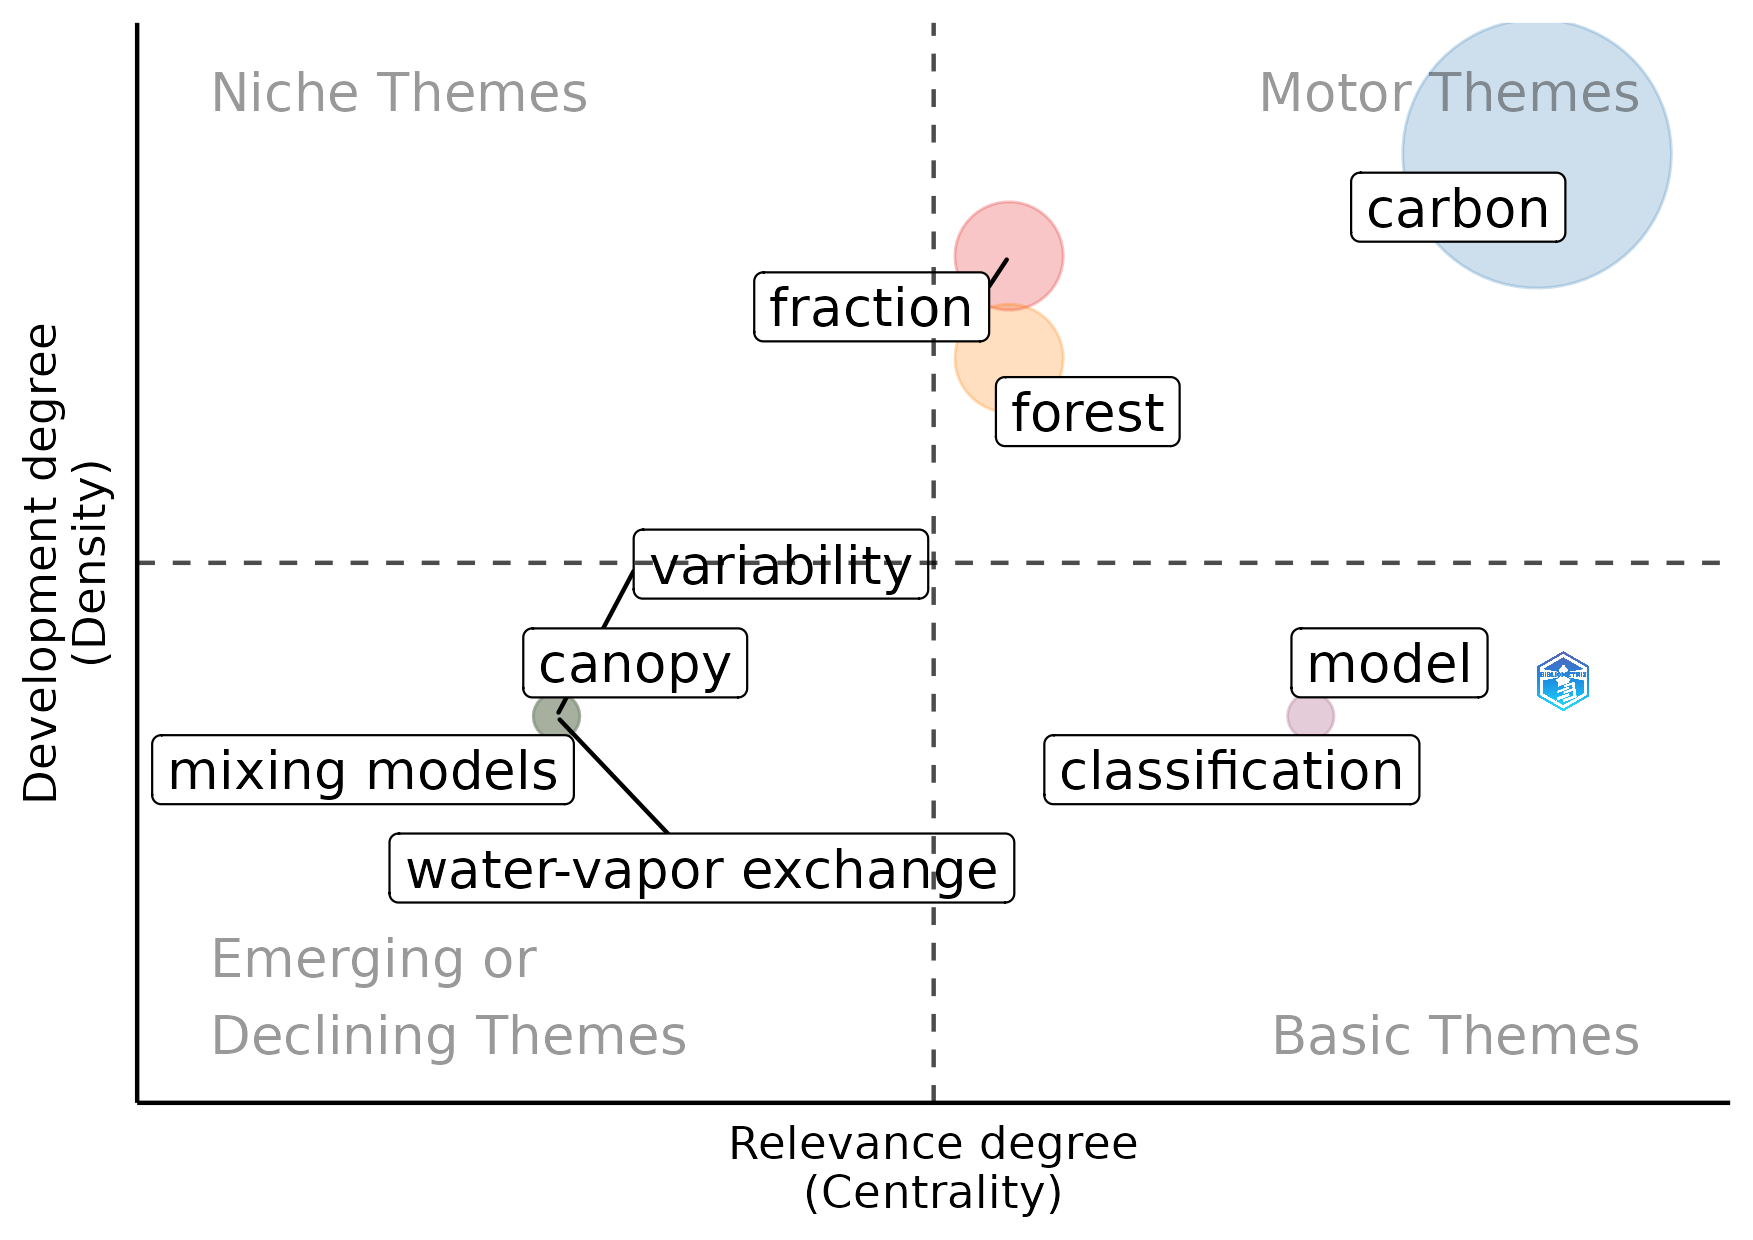 Niche Themes
Motor Themes
carbon
fraction
forest
variability
canopy
model
mixing models
classification
water-vapor exchange
Emerging or
Declining Themes
Basic Themes
Development degree
(Density)
Relevance degree
(Centrality)
BIBLIOMETRIX